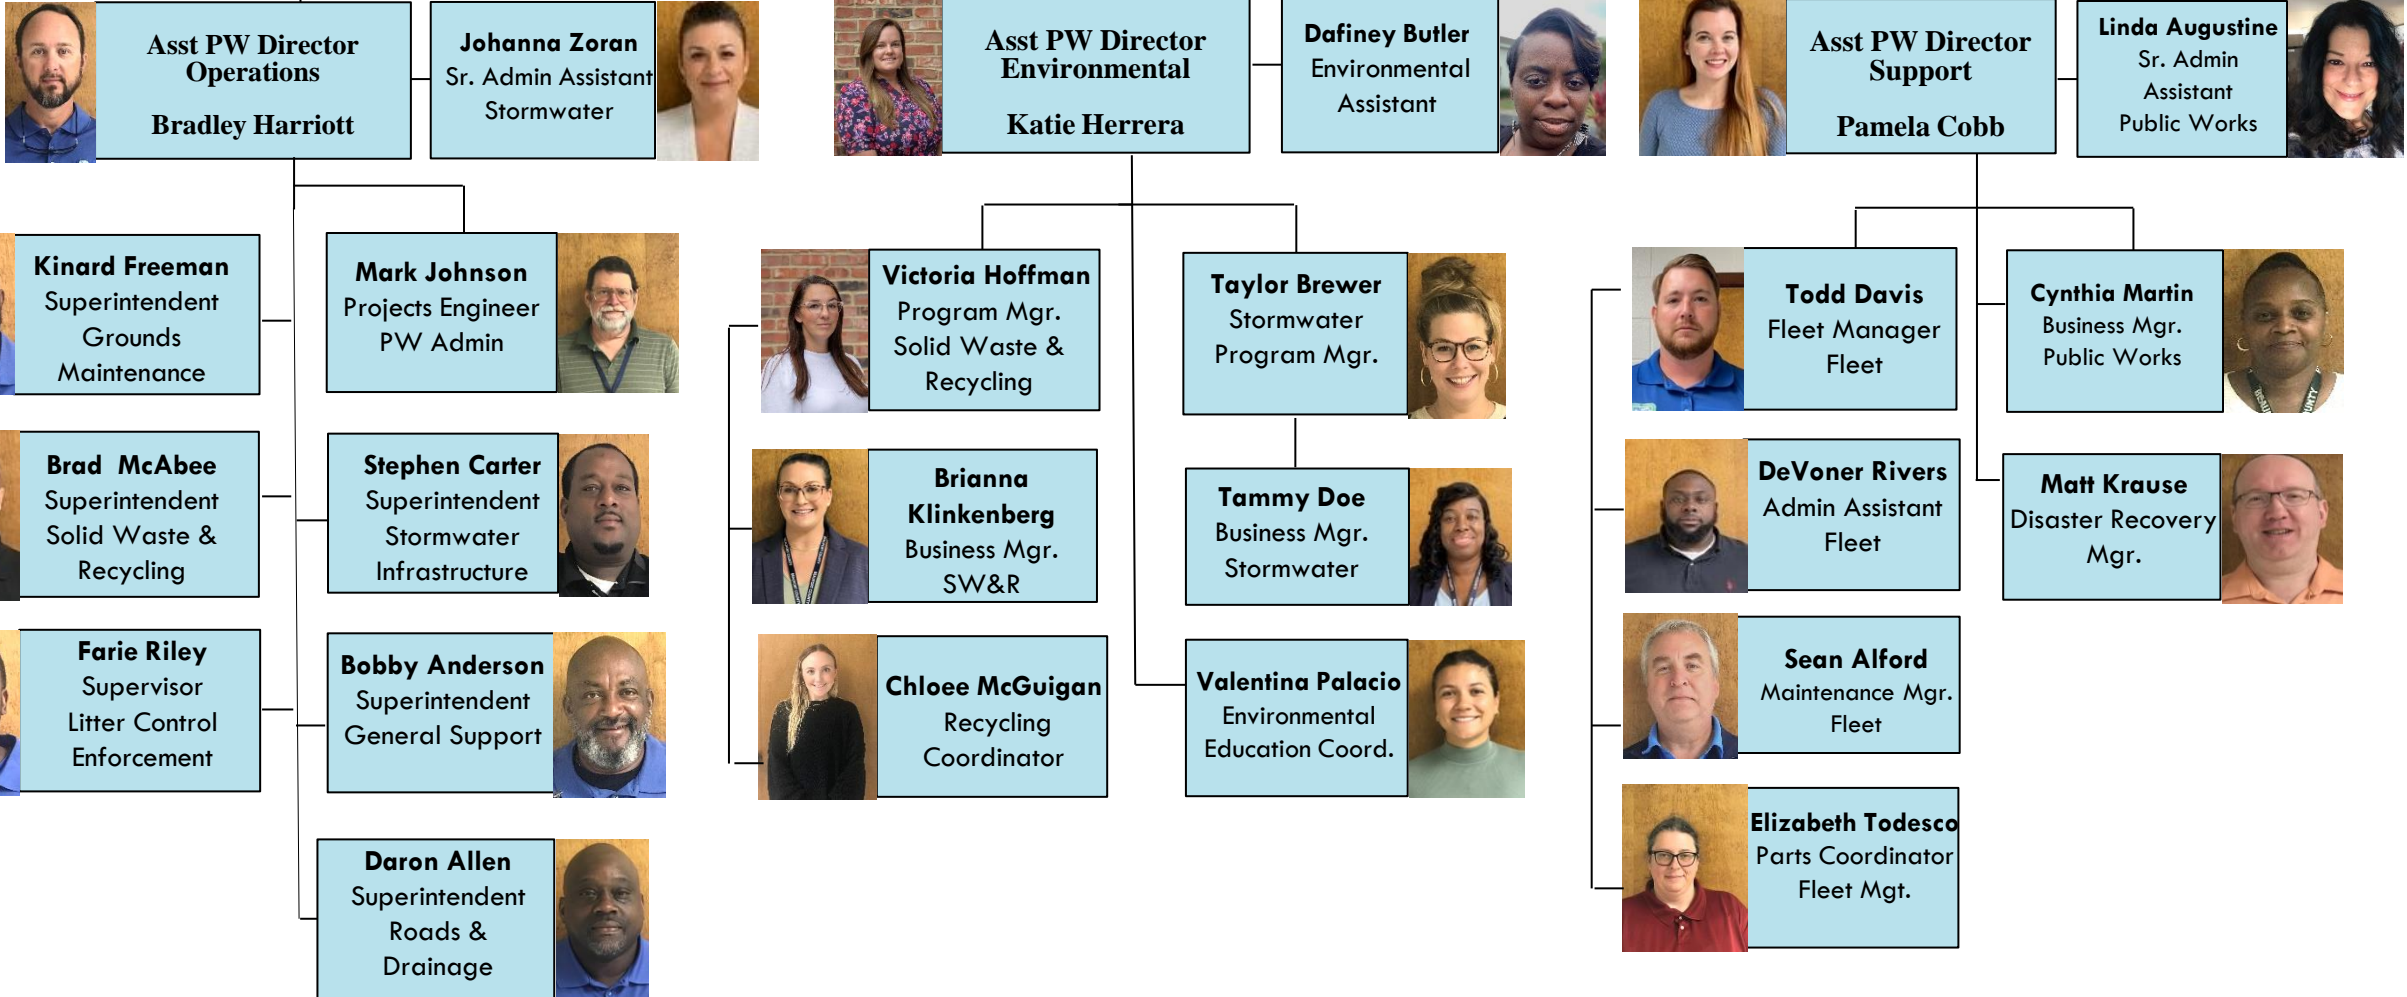 Asst PW Director
Operations
Bradley Harriott
Johanna Zoran
Sr. Admin Assistant
Stormwater
Asst PW Director
Environmental
Katie Herrera
Dafiney Butler
Environmental
Assistant
Asst PW Director
Support
Pamela Cobb
Linda Augustine
Sr. Admin
Assistant
Public Works
Kinard Freeman
Superintendent
Grounds
Maintenance
Mark Johnson
Projects Engineer
PW Admin
Brad McAbee
Superintendent
Solid Waste &
Recycling
Stephen Carter
Superintendent
Stormwater
Infrastructure
Farie Riley
Supervisor
Litter Control
Enforcement
Bobby Anderson
Superintendent
General Support
Daron Allen
Superintendent
Roads &
Drainage
Victoria Hoffman
Program Mgr.
Solid Waste &
Recycling
Taylor Brewer
Stormwater
Program Mgr.
Brianna
Klinkenberg
Business Mgr.
SW&R
Tammy Doe
Business Mgr.
Stormwater
Chloee McGuigan
Recycling
Coordinator
Valentina Palacio
Environmental
Education Coord.
Todd Davis
Fleet Manager
Fleet
Cynthia Martin
Business Mgr.
Public Works
DeVoner Rivers
Admin Assistant
Fleet
Matt Krause
Disaster Recovery
Mgr.
Sean Alford
Maintenance Mgr.
Fleet
Elizabeth Todesco
Parts Coordinator
Fleet Mgt.